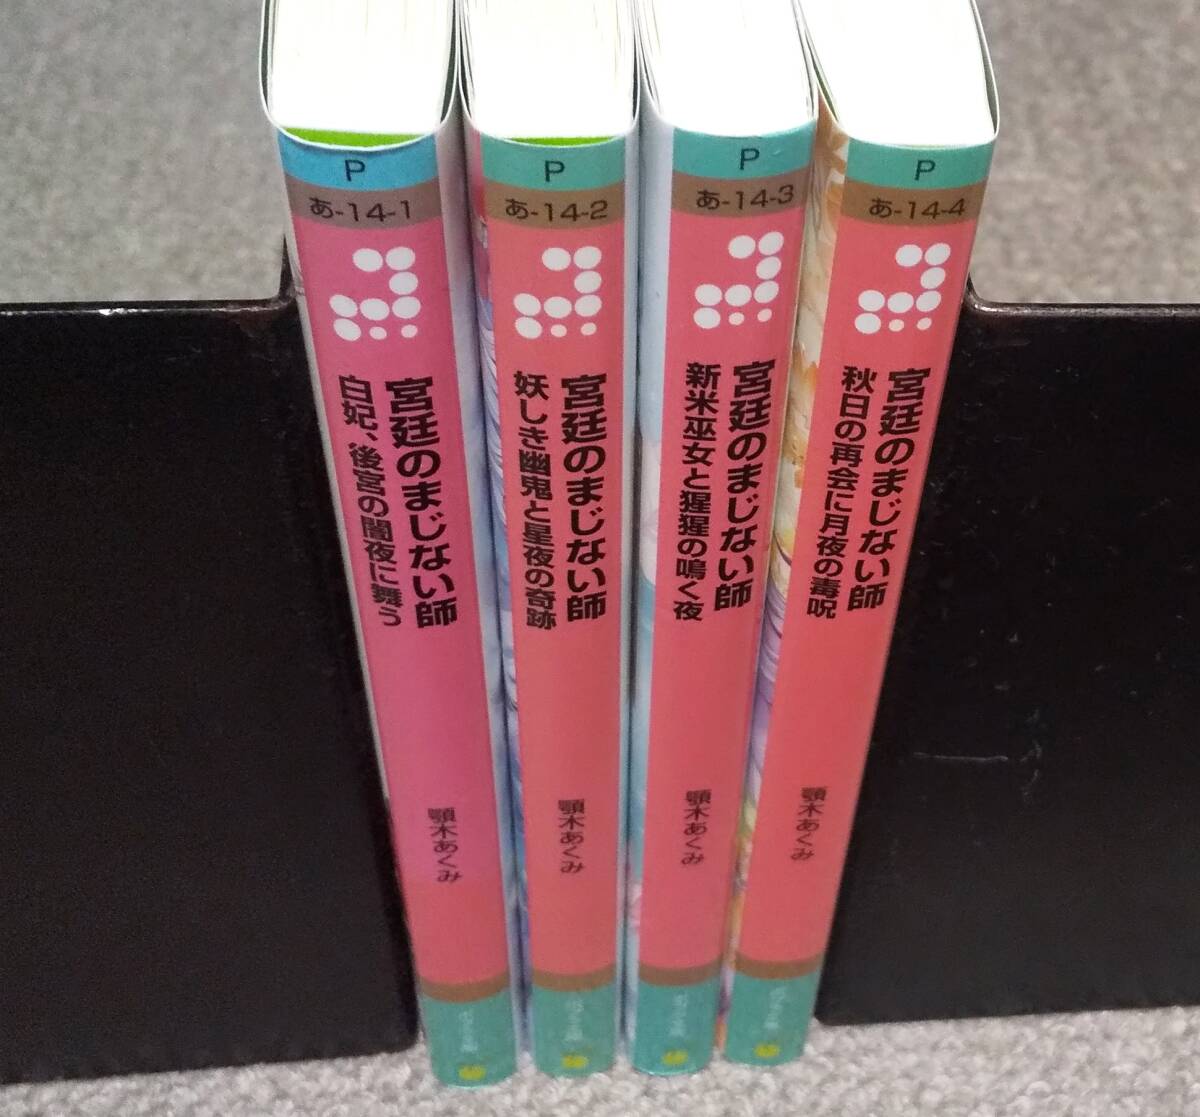 P
あ-14-1
宮廷のまじない師
白妃、後宮の闇夜に舞う
顎木あくみ
P
あ-14-2
宮廷のまじない師
妖しき幽鬼と星夜の奇跡
顎木あくみ
P
あ-14-3
宮廷のまじない師
新米巫女と猩猩の鳴く夜
顎木あくみ
P
あ-14-4
宮廷のまじない師
秋日の再会に月夜の毒呪
顎木あくみ